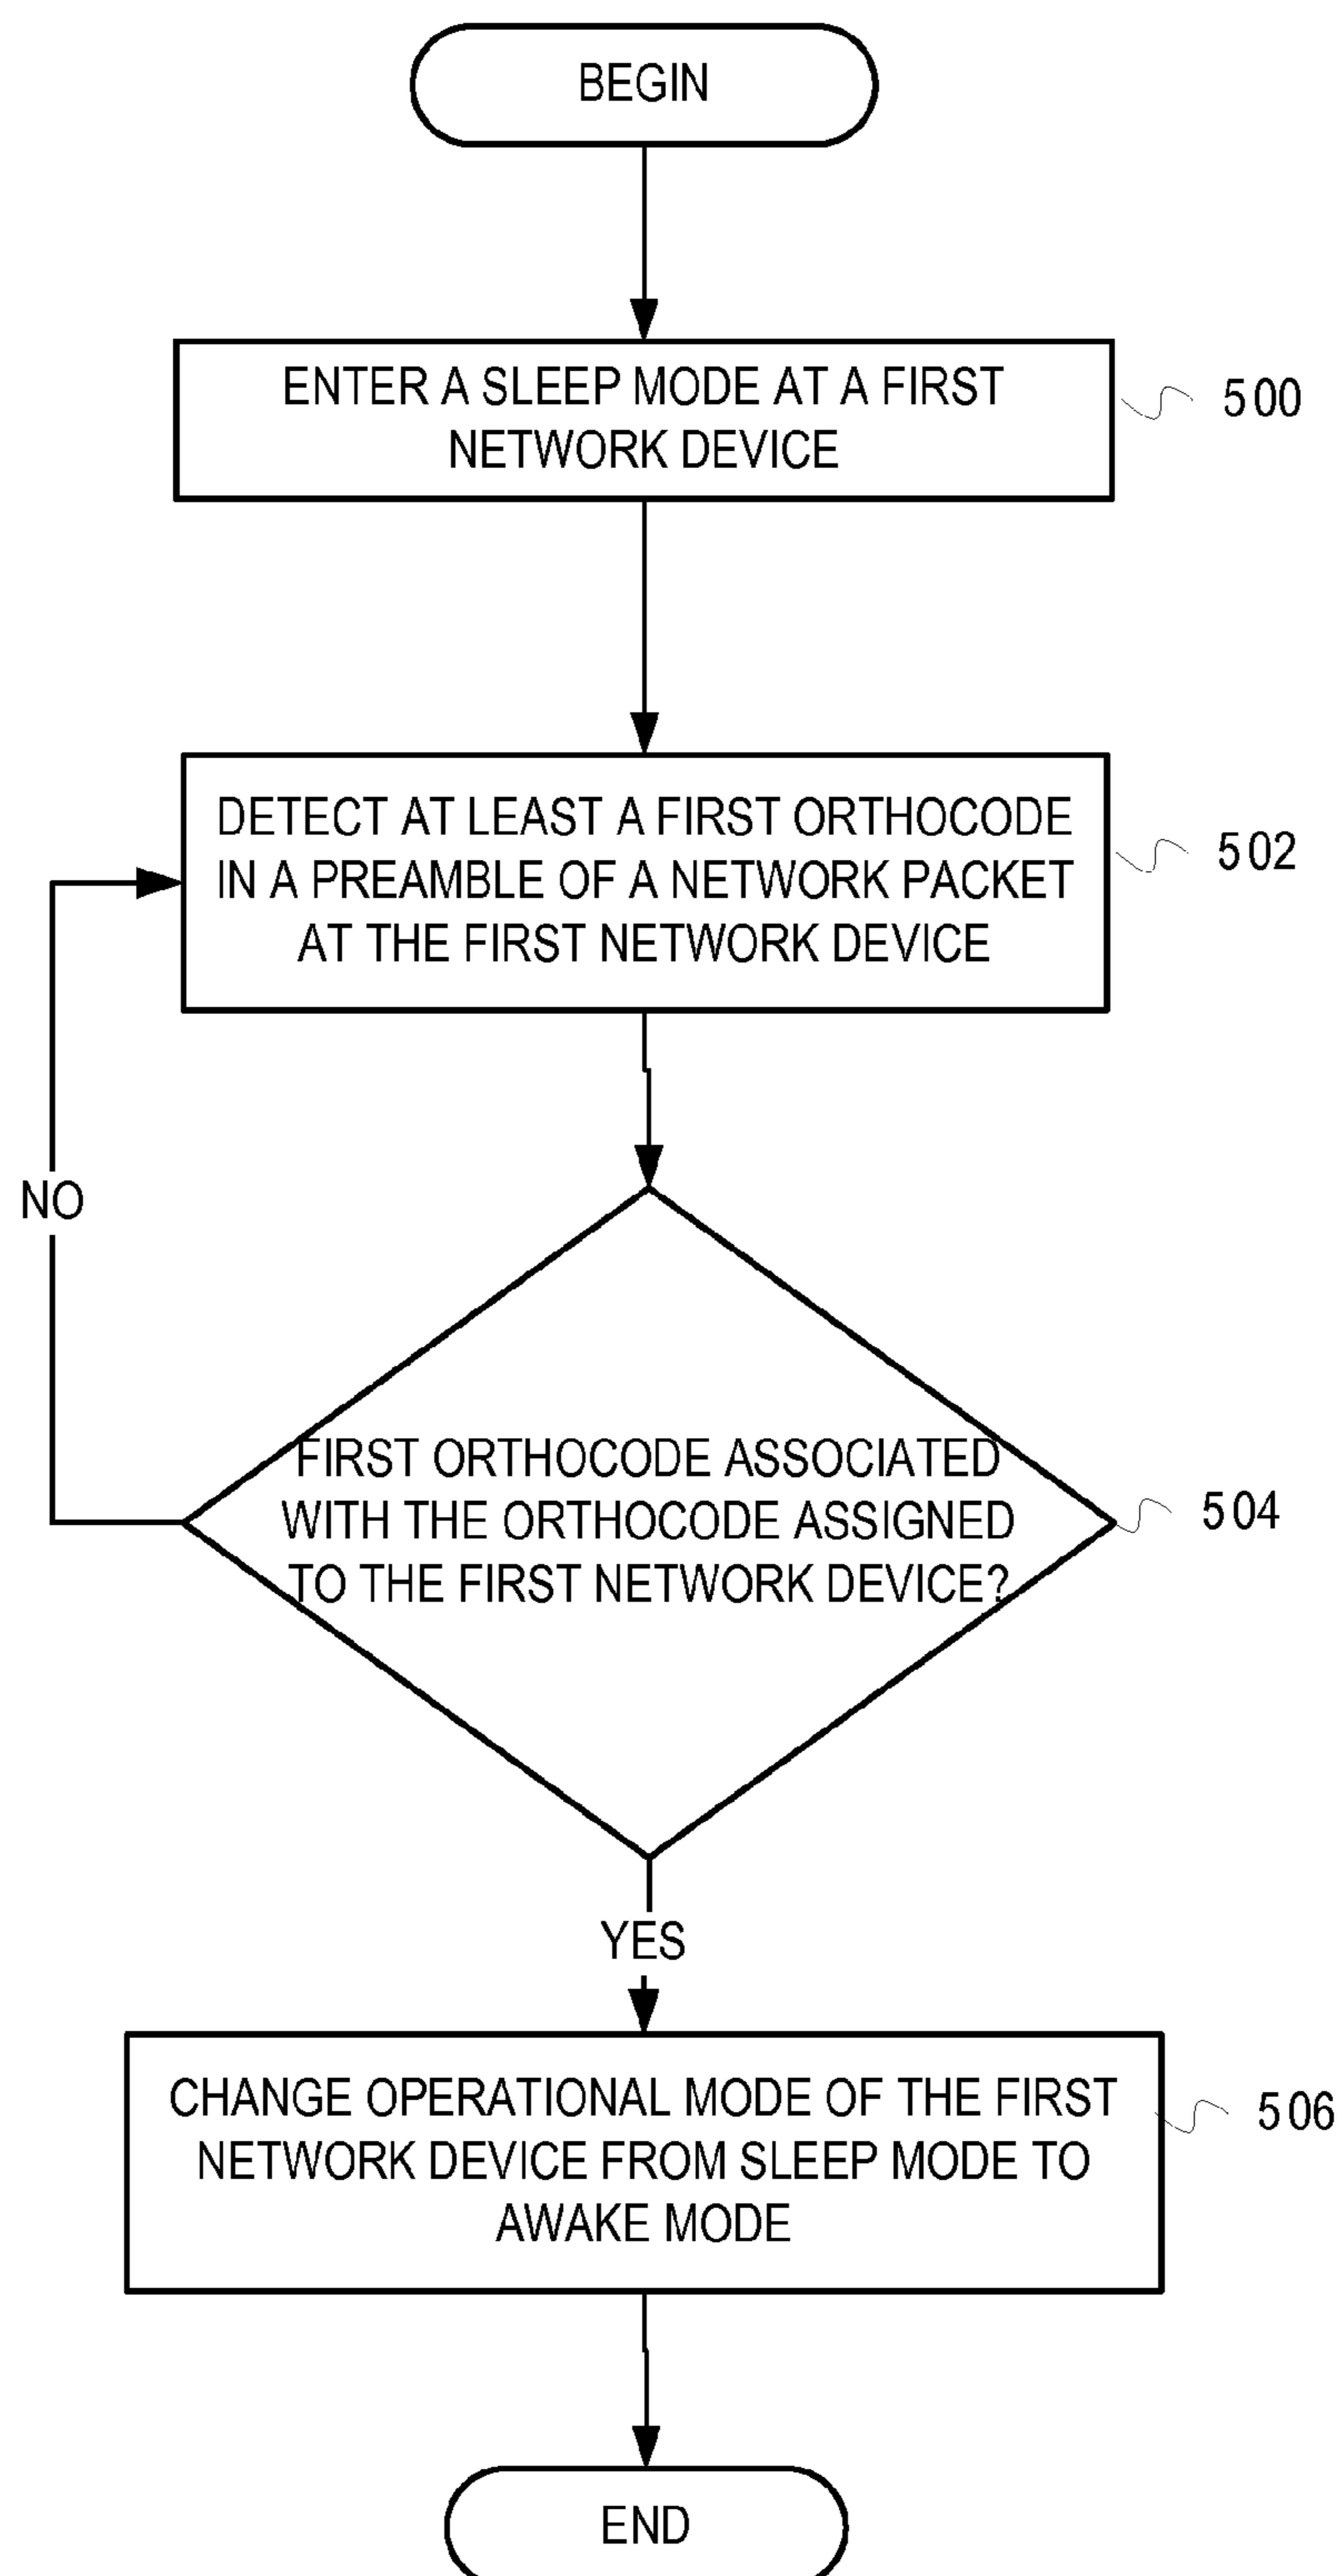 BEGIN
ENTER A SLEEP MODE AT A FIRST
NETWORK DEVICE
500
DETECT AT LEAST A FIRST ORTHOCODE
IN A PREAMBLE OF A NETWORK PACKET
AT THE FIRST NETWORK DEVICE
502
NO
FIRST ORTHOCODE ASSOCIATED
WITH THE ORTHOCODE ASSIGNED
TO THE FIRST NETWORK DEVICE?
504
YES
CHANGE OPERATIONAL MODE OF THE FIRST
NETWORK DEVICE FROM SLEEP MODE TO
AWAKE MODE
506
END